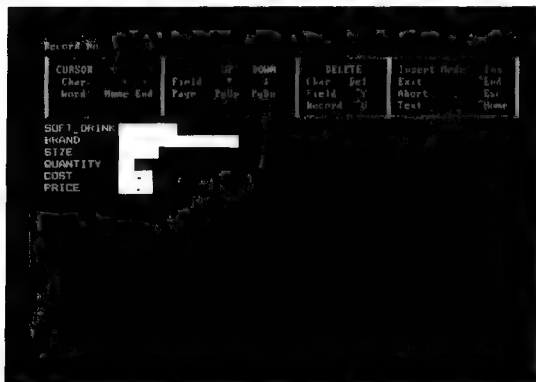 Record No.
CURSOR UP DOWN DELETE Insert Mode: Ins
Char: Field Char: Del Exit: ^End
Word: Home End Page: PgUp PgDn Field: ^Y Abort: Esc
Record: ^U Text: ^Home
SOFT_DRINK
BRAND
SIZE
QUANTITY
COST
PRICE